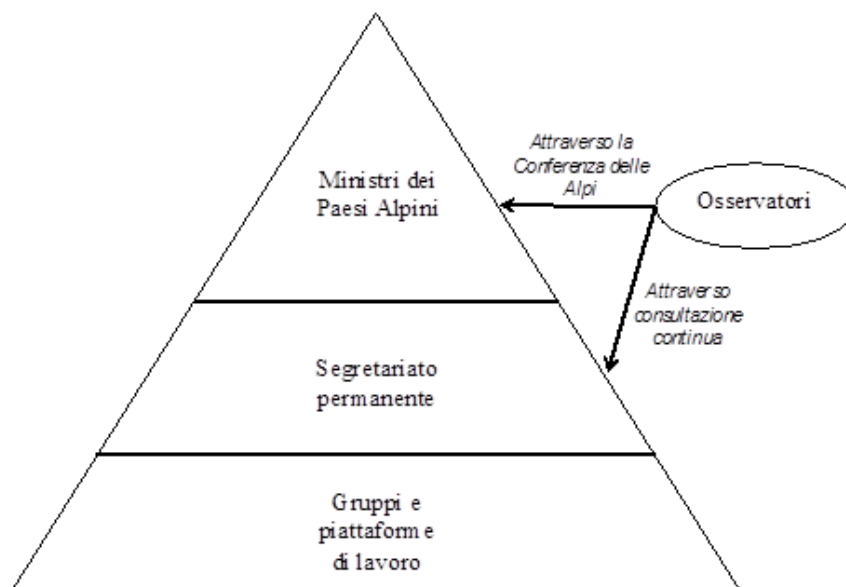 Ministri dei
Paesi Alpini
Attraverso la
Conferenza delle
Alpi
Osservatori
Attraverso
consultazione
continua
Segretariato
permanente
Gruppi e
piattaforme
di lavoro